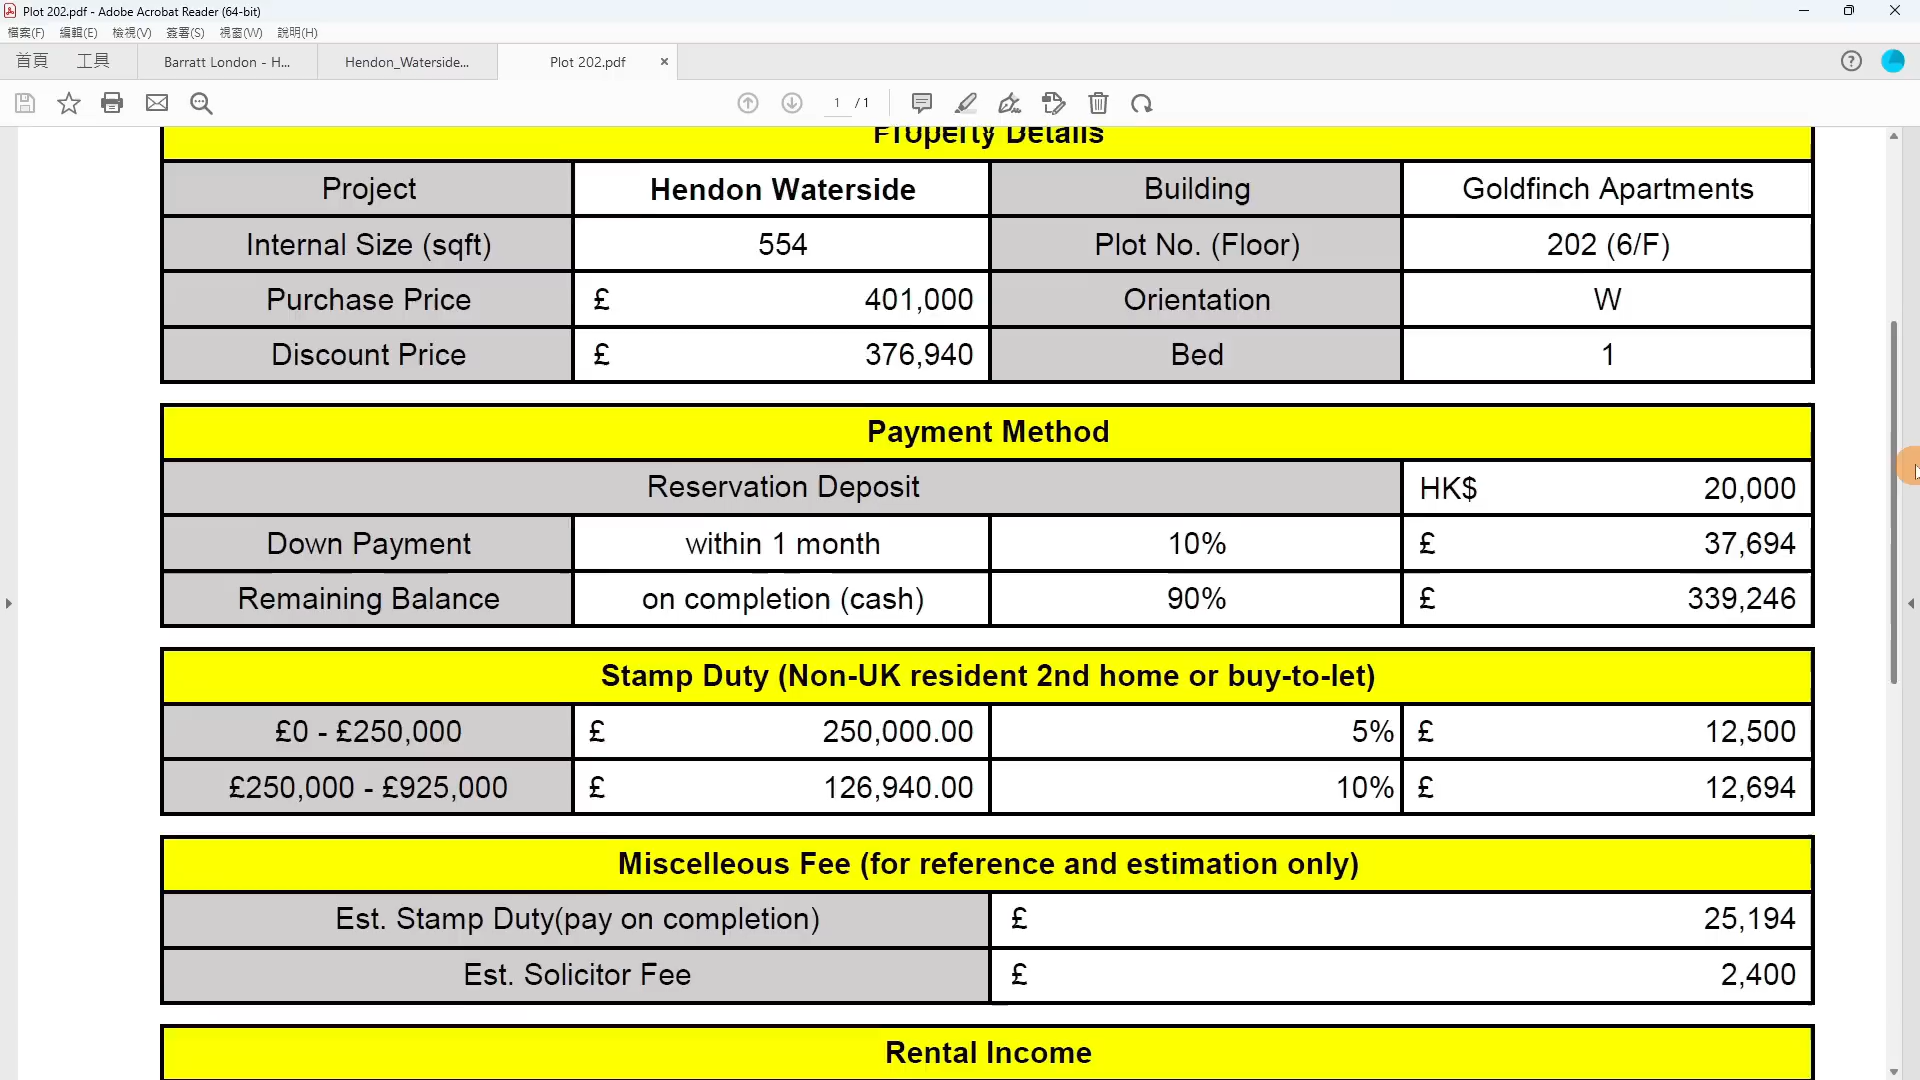 Plot 202.pdf - Adobe Acrobat Reader (64-bit)
檔案(F) 編輯(E) 檢視(V) 簽署(S) 視窗(W) 說明(H)
首頁 工具 Barratt London - H... Hendon_Waterside... Plot 202.pdf
1 / 1
Property Details
Project Hendon Waterside Building Goldfinch Apartments
Internal Size (sqft) 554 Plot No. (Floor) 202 (6/F)
Purchase Price £ 401,000 Orientation W
Discount Price £ 376,940 Bed 1
Payment Method
Reservation Deposit HK$ 20,000
Down Payment within 1 month 10% £ 37,694
Remaining Balance on completion (cash) 90% £ 339,246
Stamp Duty (Non-UK resident 2nd home or buy-to-let)
£0 - £250,000 £ 250,000.00 5% £ 12,500
£250,000 - £925,000 £ 126,940.00 10% £ 12,694
Miscelleous Fee (for reference and estimation only)
Est. Stamp Duty(pay on completion) £ 25,194
Est. Solicitor Fee £ 2,400
Rental Income